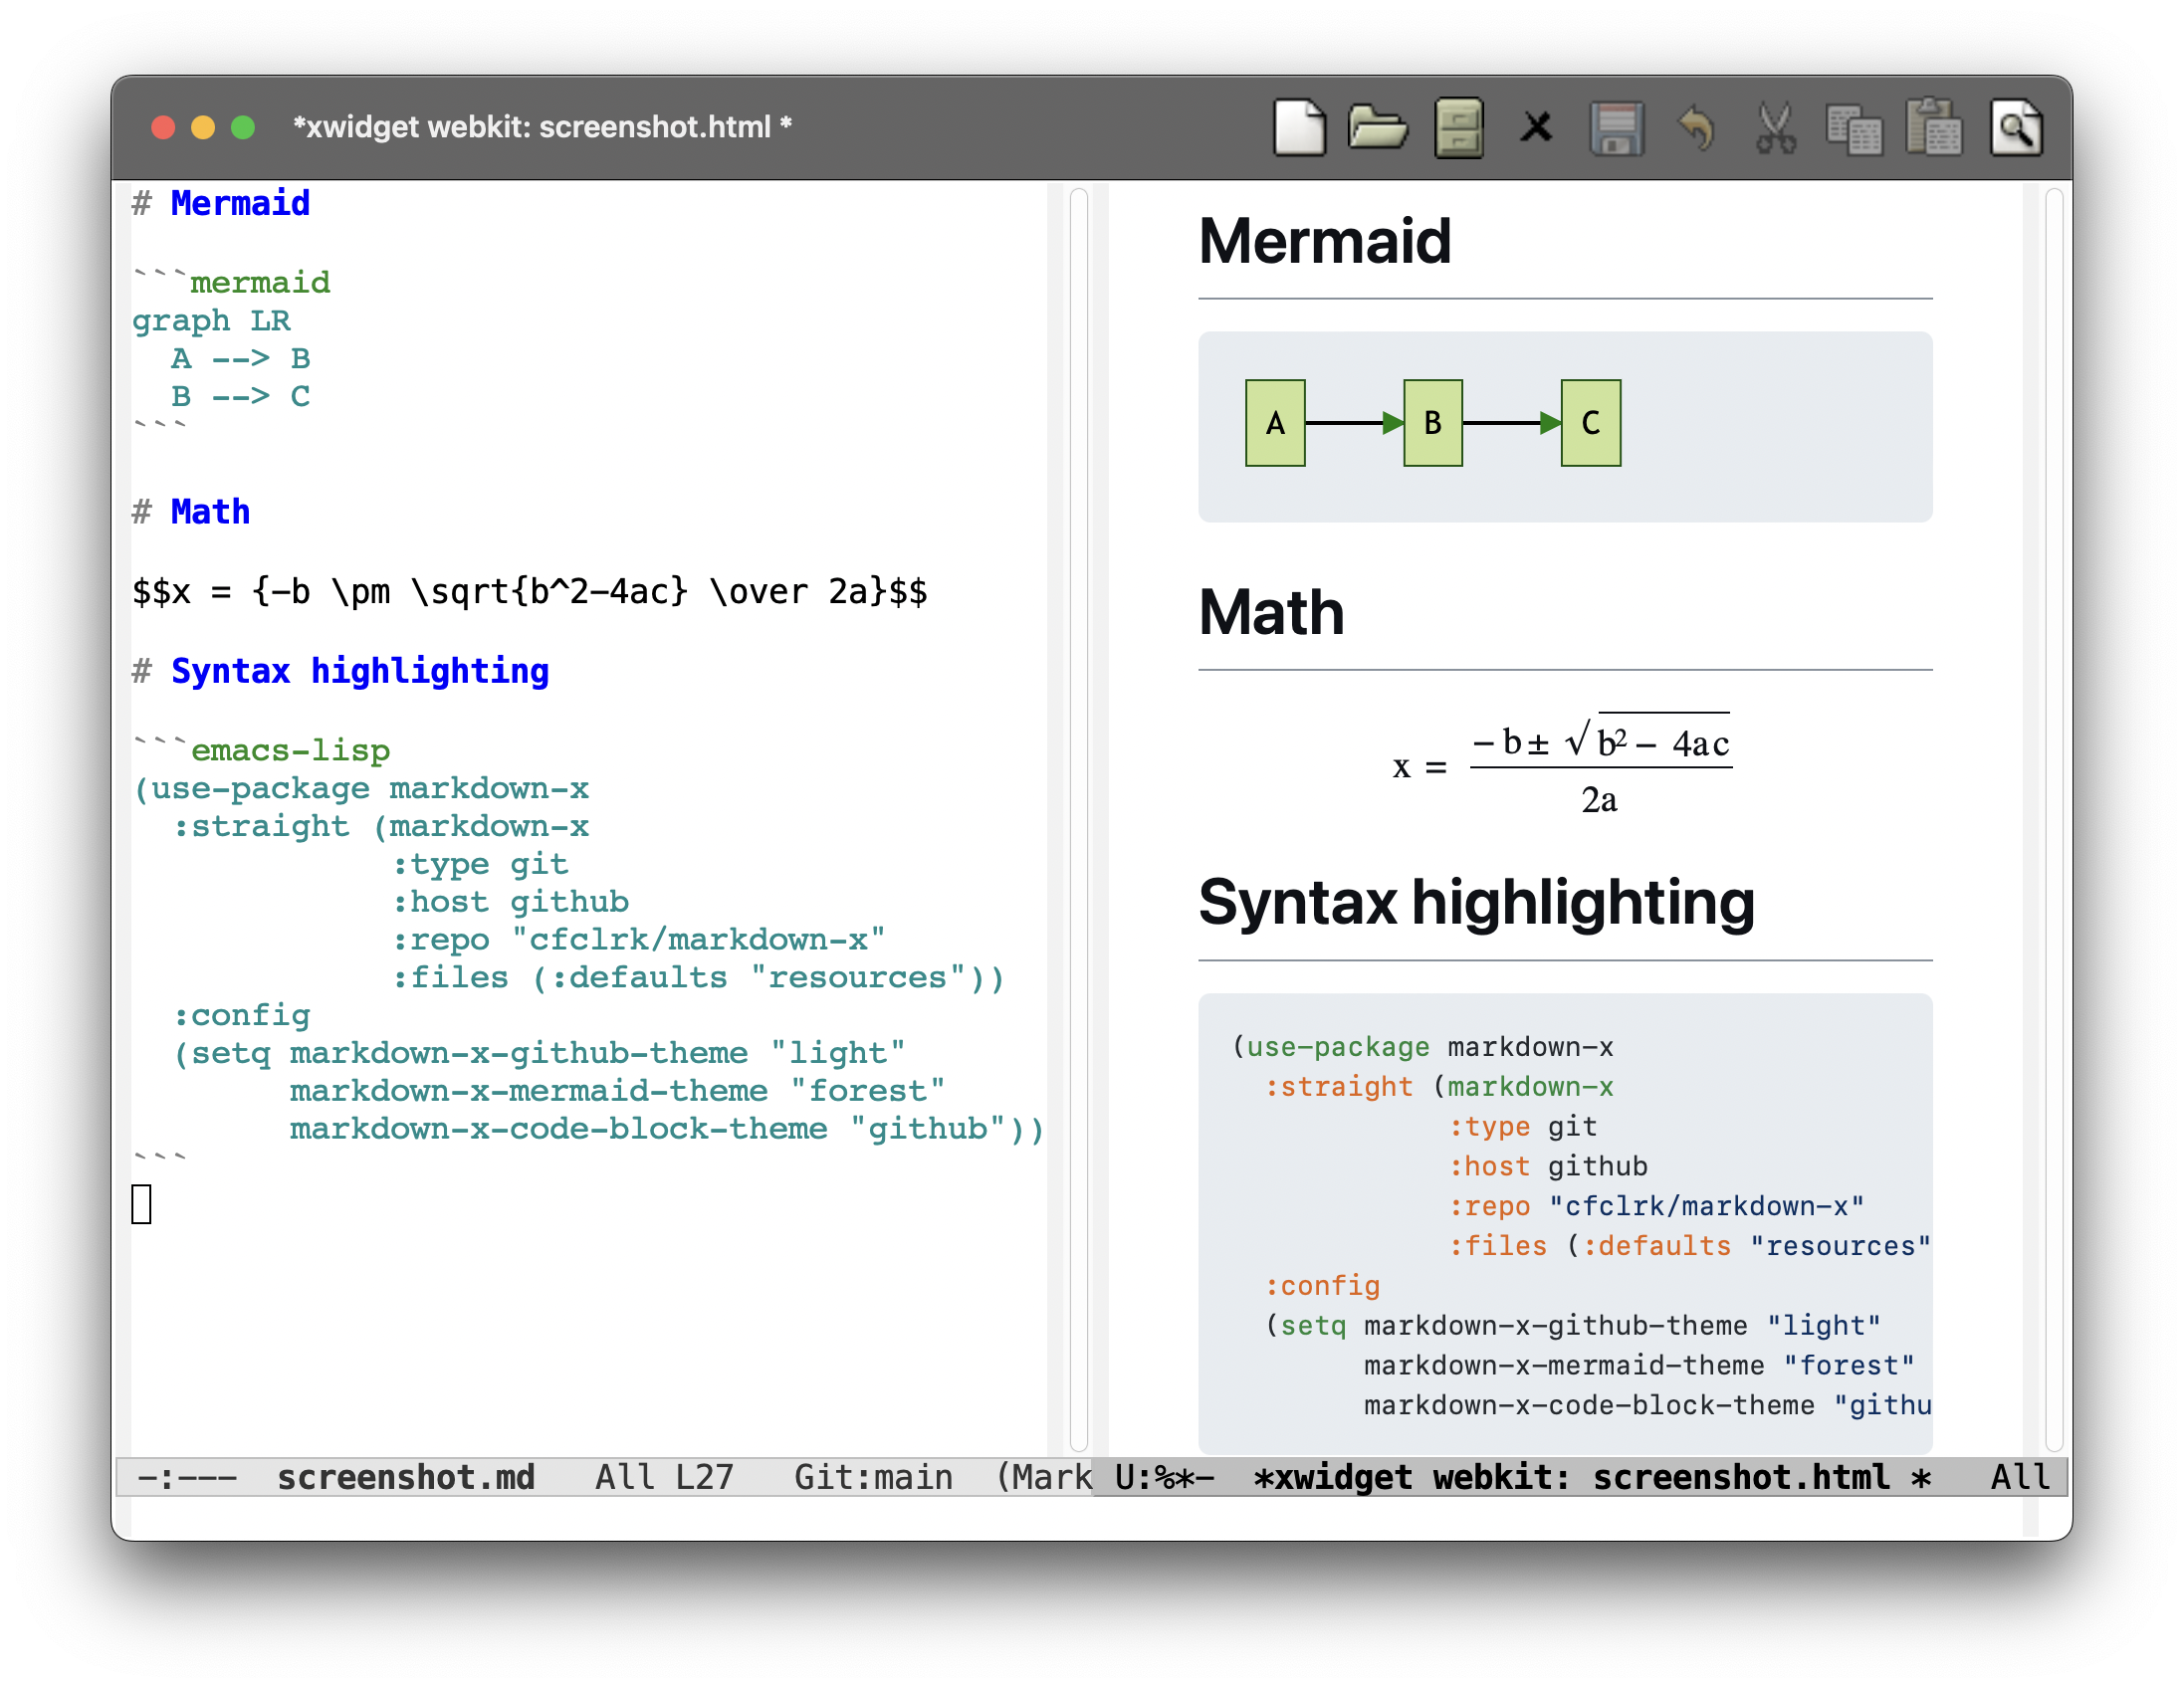 *xwidget webkit: screenshot.html *
# Mermaid
```mermaid
graph LR
  A --> B
  B --> C
```
# Math
$$x = {-b \pm \sqrt{b^2-4ac} \over 2a}$$
# Syntax highlighting
```emacs-lisp
(use-package markdown-x
  :straight (markdown-x
             :type git
             :host github
             :repo "cfclrk/markdown-x"
             :files (:defaults "resources"))
  :config
  (setq markdown-x-github-theme "light"
        markdown-x-mermaid-theme "forest"
        markdown-x-code-block-theme "github"))
```
-:---  screenshot.md   All L27   Git:main  (Mark
Mermaid
A B C
Math
x = −b ± √b² − 4ac
2a
Syntax highlighting
(use-package markdown-x
  :straight (markdown-x
             :type git
             :host github
             :repo "cfclrk/markdown-x"
             :files (:defaults "resources"
  :config
  (setq markdown-x-github-theme "light"
        markdown-x-mermaid-theme "forest"
        markdown-x-code-block-theme "githu
U:%*-  *xwidget webkit: screenshot.html *   All